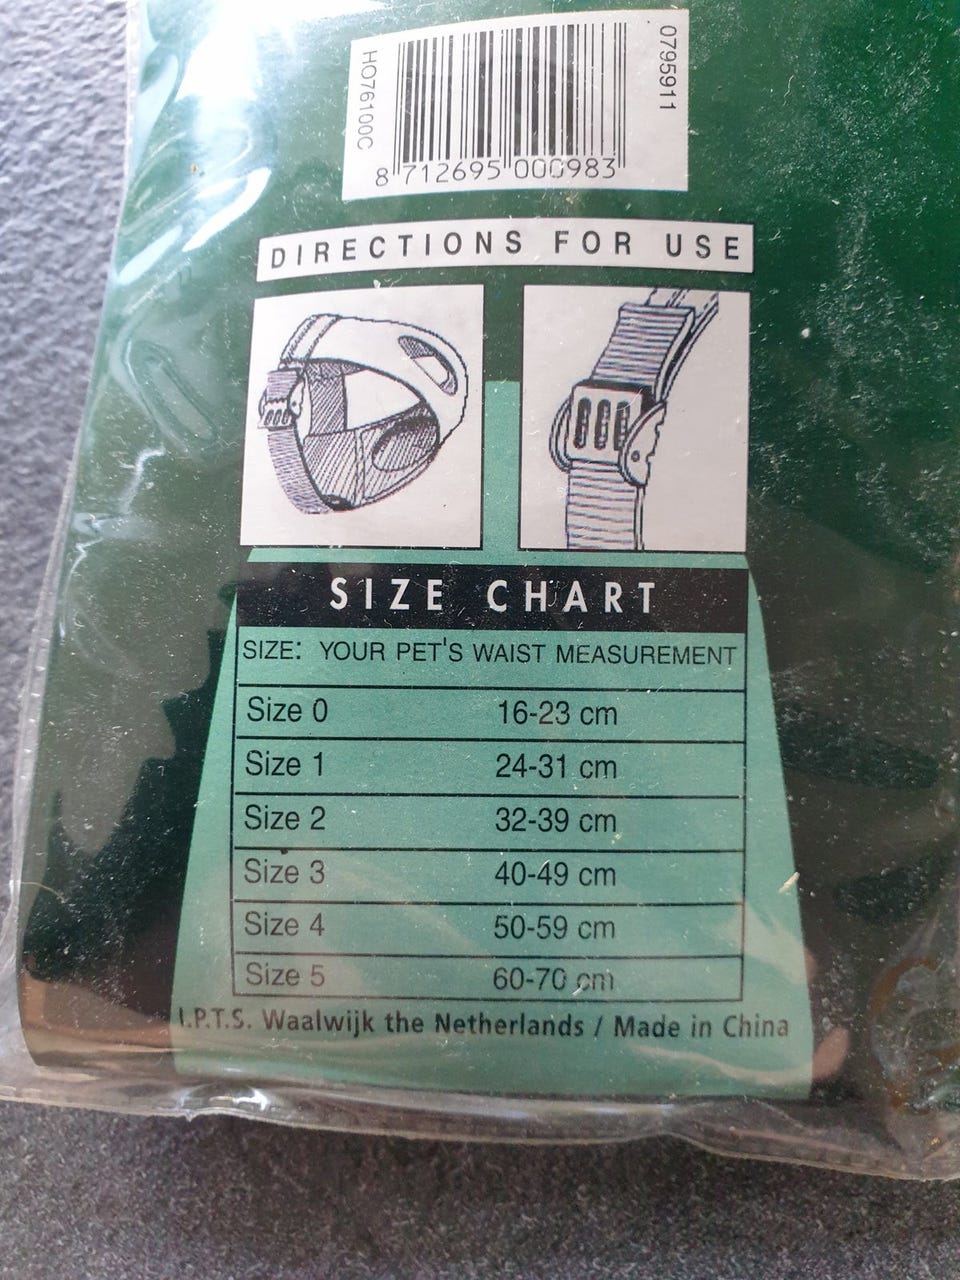 HO76100C
0795911
8 712695 000983
DIRECTIONS FOR USE
SIZE CHART
SIZE: YOUR PET'S WAIST MEASUREMENT
Size 0 16-23 cm
Size 1 24-31 cm
Size 2 32-39 cm
Size 3 40-49 cm
Size 4 50-59 cm
Size 5 60-70 cm
I.P.T.S. Waalwijk the Netherlands / Made in China